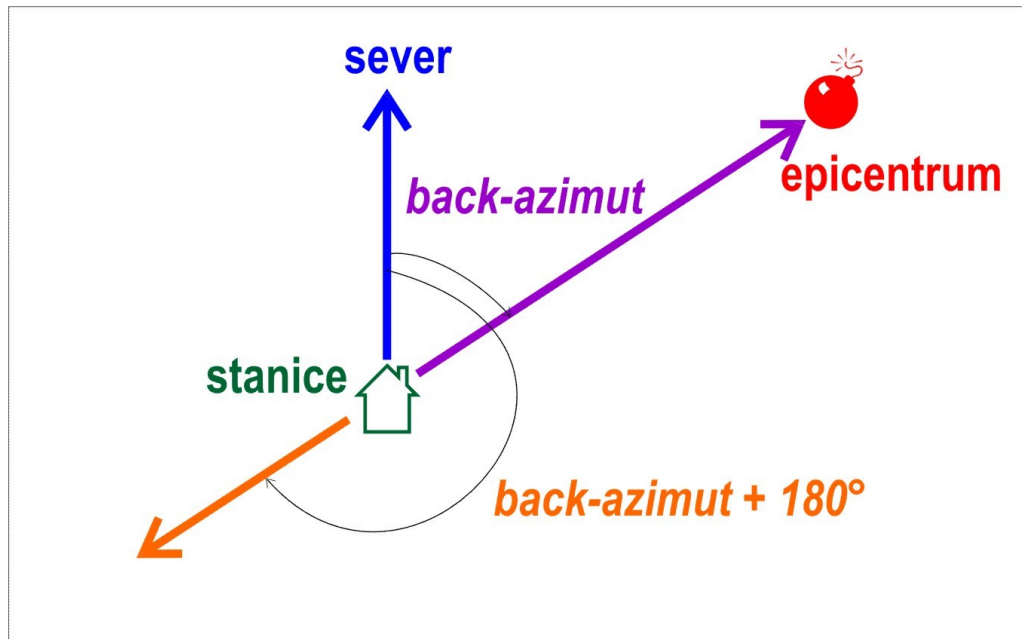 sever
back-azimut
epicentrum
stanice
back-azimut + 180°